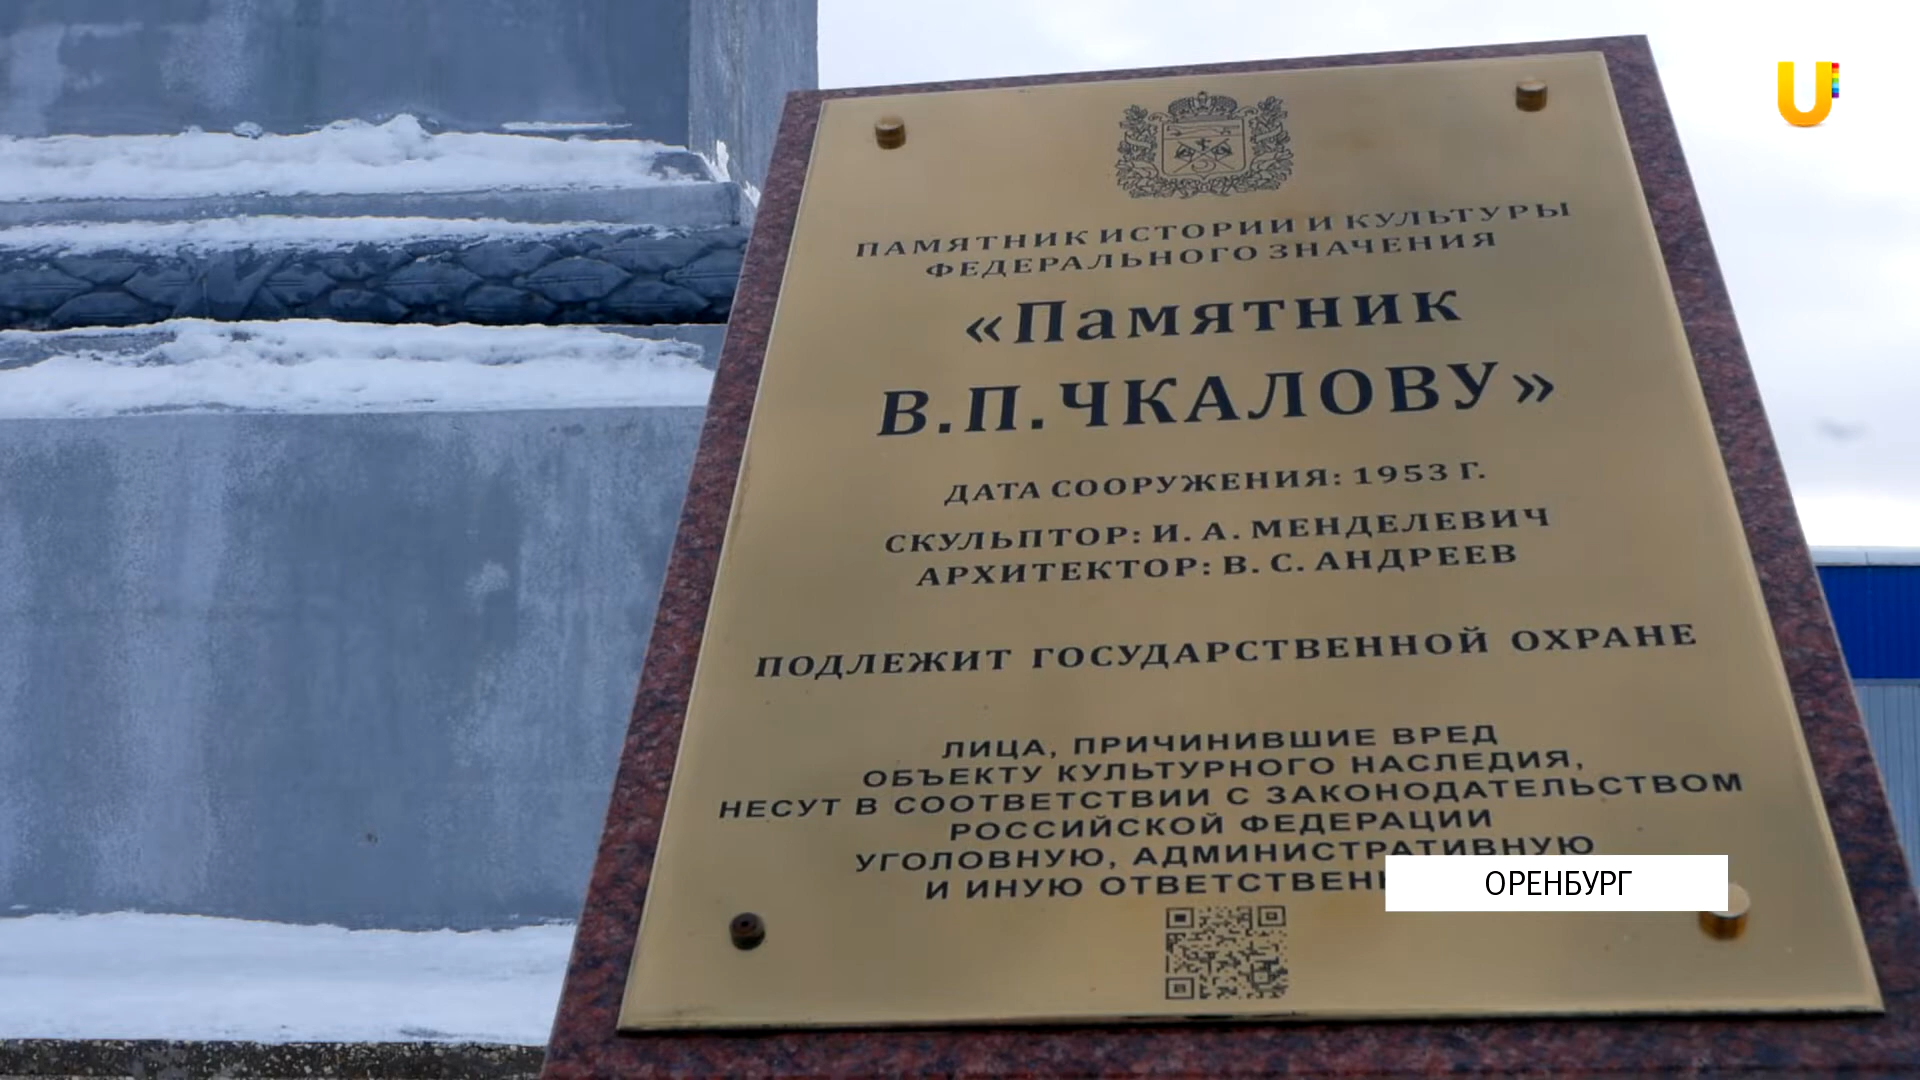 U
ПАМЯТНИК ИСТОРИИ И КУЛЬТУРЫ
ФЕДЕРАЛЬНОГО ЗНАЧЕНИЯ
«Памятник
В.П.ЧКАЛОВУ»
ДАТА СООРУЖЕНИЯ: 1953 Г.
СКУЛЬПТОР: И. А. МЕНДЕЛЕВИЧ
АРХИТЕКТОР: В. С. АНДРЕЕВ
ПОДЛЕЖИТ ГОСУДАРСТВЕННОЙ ОХРАНЕ
ЛИЦА, ПРИЧИНИВШИЕ ВРЕД
ОБЪЕКТУ КУЛЬТУРНОГО НАСЛЕДИЯ,
НЕСУТ В СООТВЕТСТВИИ С ЗАКОНОДАТЕЛЬСТВОМ
РОССИЙСКОЙ ФЕДЕРАЦИИ
УГОЛОВНУЮ, АДМИНИСТРАТИВНУЮ
И ИНУЮ
ОРЕНБУРГ